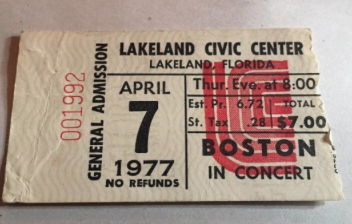 001992
GENERAL ADMISSION
LAKELAND CIVIC CENTER
LAKELAND, FLORIDA
APRIL
7
1977
NO REFUNDS
Thur. Eve. at 8:00
Est. Pr. 6.72 TOTAL
St. Tax .28 $7.00
BOSTON
IN CONCERT